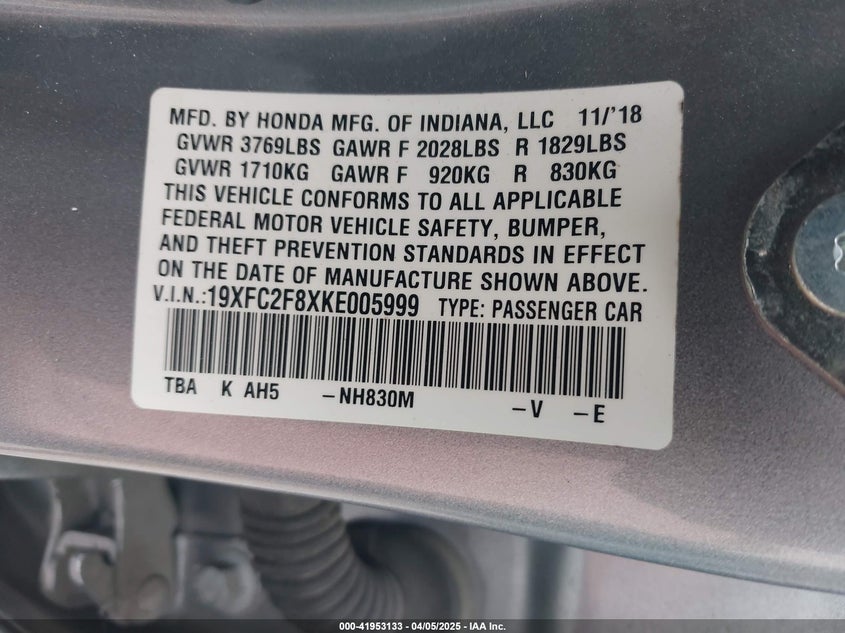 MFD. BY HONDA MFG. OF INDIANA, LLC 11/'18
GVWR 3769LBS GAWR F 2028LBS R 1829LBS
GVWR 1710KG GAWR F 920KG R 830KG
THIS VEHICLE CONFORMS TO ALL APPLICABLE
FEDERAL MOTOR VEHICLE SAFETY, BUMPER,
AND THEFT PREVENTION STANDARDS IN EFFECT
ON THE DATE OF MANUFACTURE SHOWN ABOVE.
V.I.N.:19XFC2F8XKE005999 TYPE: PASSENGER CAR
TBA K AH5 -NH830M -V -E
000-41953133 - 04/05/2025 - IAA Inc.